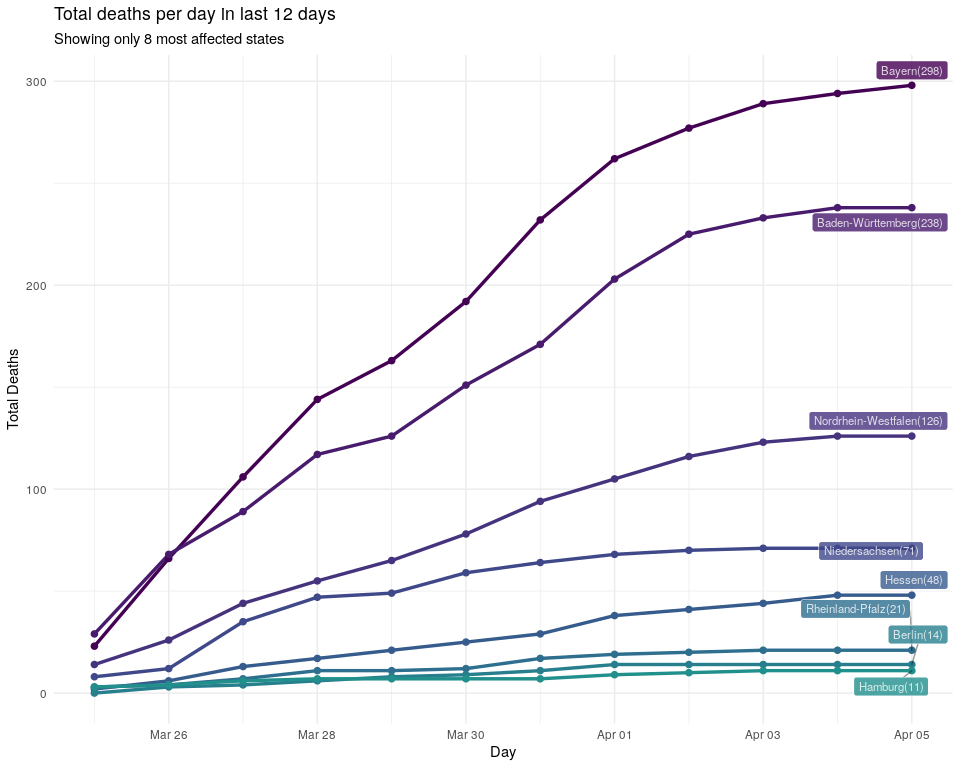 Total deaths per day in last 12 days
Showing only 8 most affected states
Total Deaths
300
200
100
0
Bayern(298)
Baden-Württemberg(238)
Nordrhein-Westfalen(126)
Niedersachsen(71)
Hessen(48)
Rheinland-Pfalz(21)
Berlin(14)
Hamburg(11)
Mar 26
Mar 28
Mar 30
Apr 01
Apr 03
Apr 05
Day